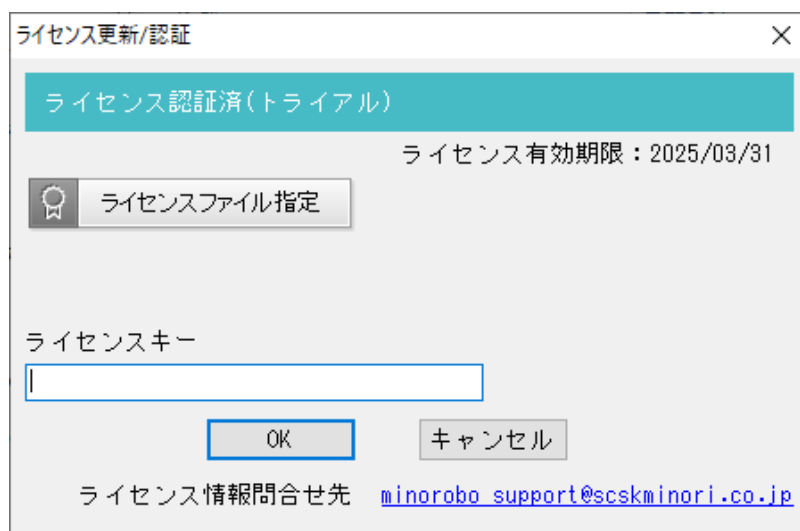 ライセンス更新/認証
ライセンス認証済(トライアル)
ライセンス有効期限：2025/03/31
ライセンスファイル指定
ライセンスキー
OK キャンセル
ライセンス情報問合せ先 minorobo_support@scskminori.co.jp